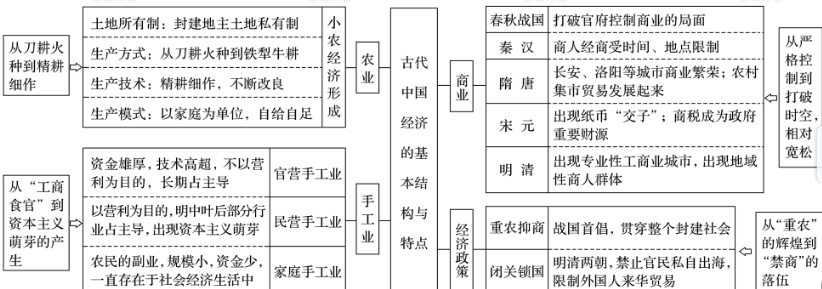 从刀耕火
种到精耕
细作
土地所有制：封建地主土地私有制
生产方式：从刀耕火种到铁犁牛耕
生产技术：精耕细作，不断改良
生产模式：以家庭为单位，自给自足
小农经济形成
农业
从“工商
食官”到
资本主义
萌芽的产
生
资金雄厚，技术高超，不以营
利为目的，长期占主导
官营手工业
以营利为目的，明中叶后部分行
业占主导，出现资本主义萌芽
民营手工业
农民的副业，规模小，资金少，
一直存在于社会经济生活中
家庭手工业
手工业
古代
中国
经济
的基
本结
构与
特点
商业
春秋战国
打破官府控制商业的局面
秦汉
商人经商受时间、地点限制
隋唐
长安、洛阳等城市商业繁荣；农村
集市贸易发展起来
宋元
出现纸币“交子”；商税成为政府
重要财源
明清
出现专业性工商业城市，出现地域
性商人群体
从严
格控
制到
打破
时空，
相对
宽松
经济政策
重农抑商
战国首倡，贯穿整个封建社会
闭关锁国
明清两朝，禁止官民私自出海，
限制外国人来华贸易
从“重农”
的辉煌到
“禁商”的
落伍